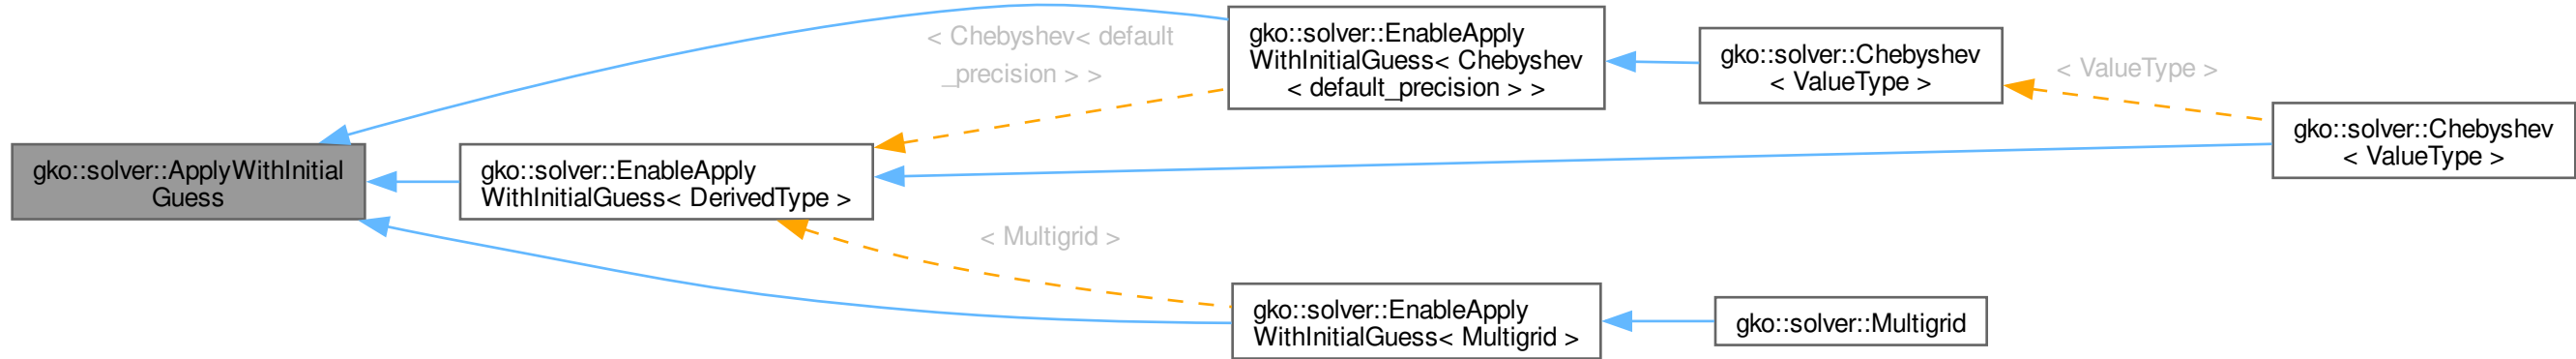 gko::solver::ApplyWithInitial
Guess
gko::solver::EnableApply
WithInitialGuess< DerivedType >
< Chebyshev< default
_precision > >
gko::solver::EnableApply
WithInitialGuess< Chebyshev
< default_precision > >
gko::solver::Chebyshev
< ValueType >
< ValueType >
gko::solver::Chebyshev
< ValueType >
< Multigrid >
gko::solver::EnableApply
WithInitialGuess< Multigrid >
gko::solver::Multigrid